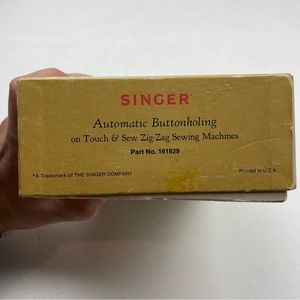 SINGER
Automatic Buttonholing
on Touch & Sew Zig-Zag Sewing Machines
Part No. 161829
*A Trademark of THE SINGER COMPANY
Printed in U.S.A.